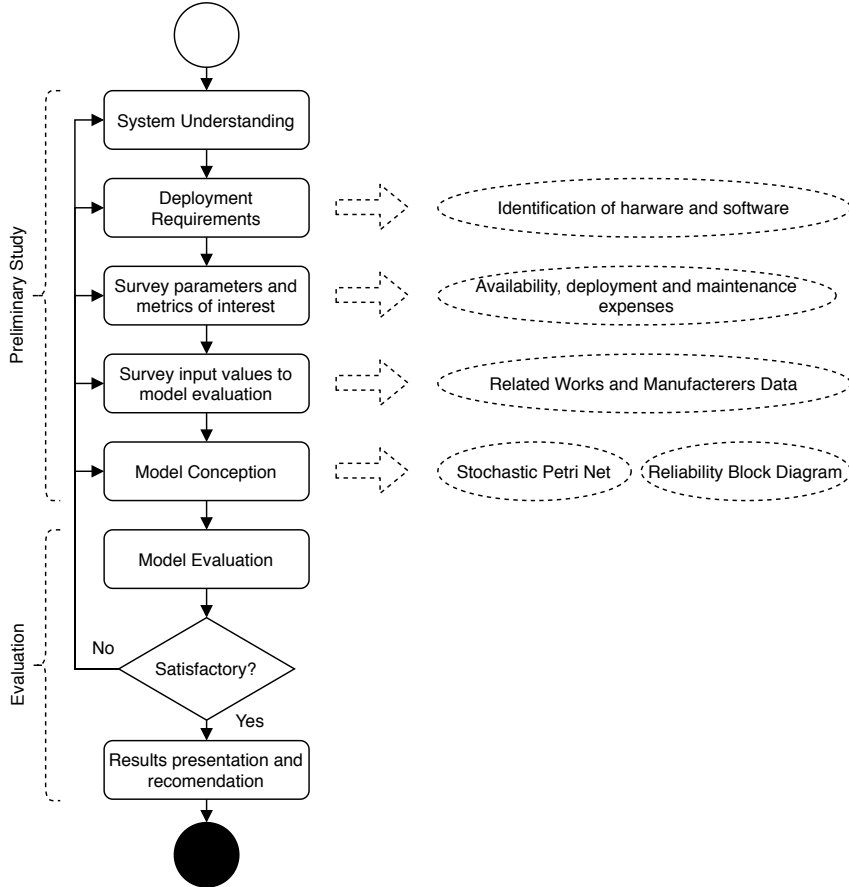 System Understanding
Deployment
Requirements
Identification of harware and software
Survey parameters and
metrics of interest
Availability, deployment and maintenance
expenses
Survey input values to
model evaluation
Related Works and Manufacterers Data
Model Conception
Stochastic Petri Net
Reliability Block Diagram
Preliminary Study
Model Evaluation
No
Satisfactory?
Yes
Results presentation and
recomendation
Evaluation